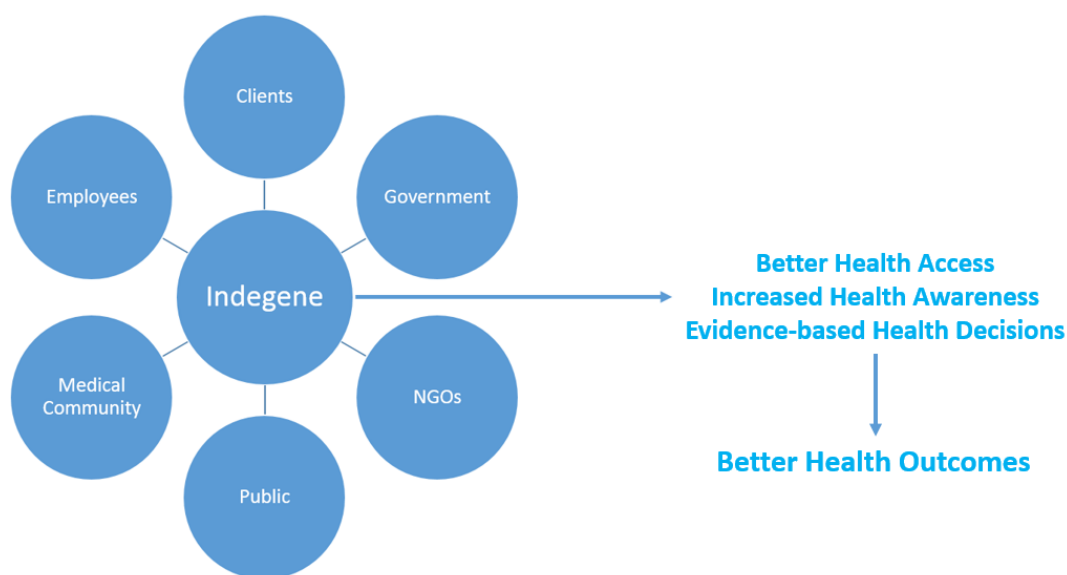 Clients
Employees
Government
Indegene
Medical
Community
NGOs
Public
Better Health Access
Increased Health Awareness
Evidence-based Health Decisions
Better Health Outcomes